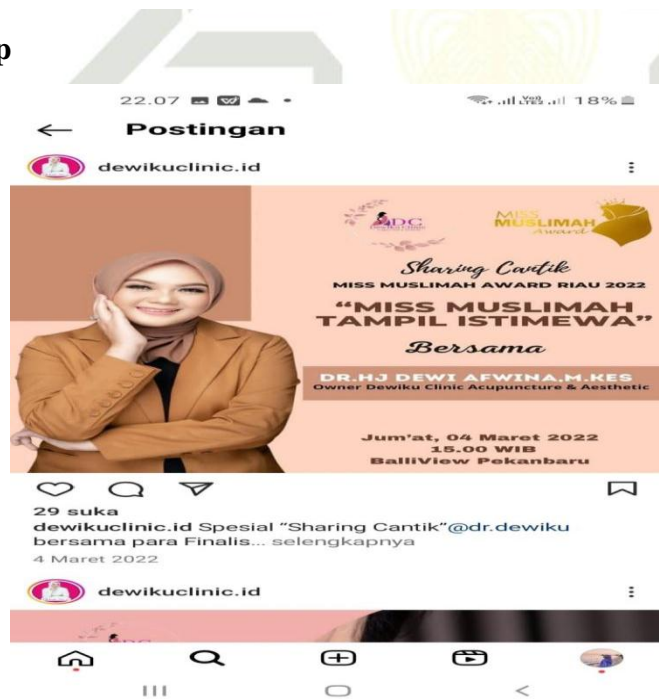 p
22.07
18%
Postingan
dewikuclinic.id
DG
MISS
MUSLIMAH
Award
Sharing Cantik
MISS MUSLIMAH AWARD RIAU 2022
“MISS MUSLIMAH
TAMPIL ISTIMEWA”
Bersama
DR.HJ DEWI AFWINA,M.KES
Owner Dewiku Clinic Acupuncture & Aesthetic
Jum'at, 04 Maret 2022
15.00 WIB
BalliView Pekanbaru
29 suka
dewikuclinic.id Spesial “Sharing Cantik”@dr.dewiku
bersama para Finalis... selengkapnya
4 Maret 2022
dewikuclinic.id